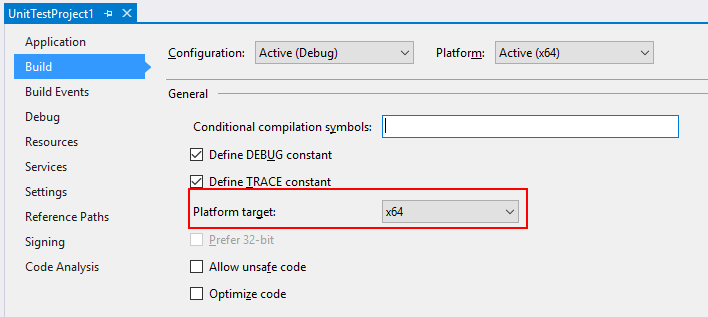 UnitTestProject1
Application
Build
Build Events
Debug
Resources
Services
Settings
Reference Paths
Signing
Code Analysis
Configuration: Active (Debug) Platform: Active (x64)
General
Conditional compilation symbols:
Define DEBUG constant
Define TRACE constant
Platform target: x64
Prefer 32-bit
Allow unsafe code
Optimize code